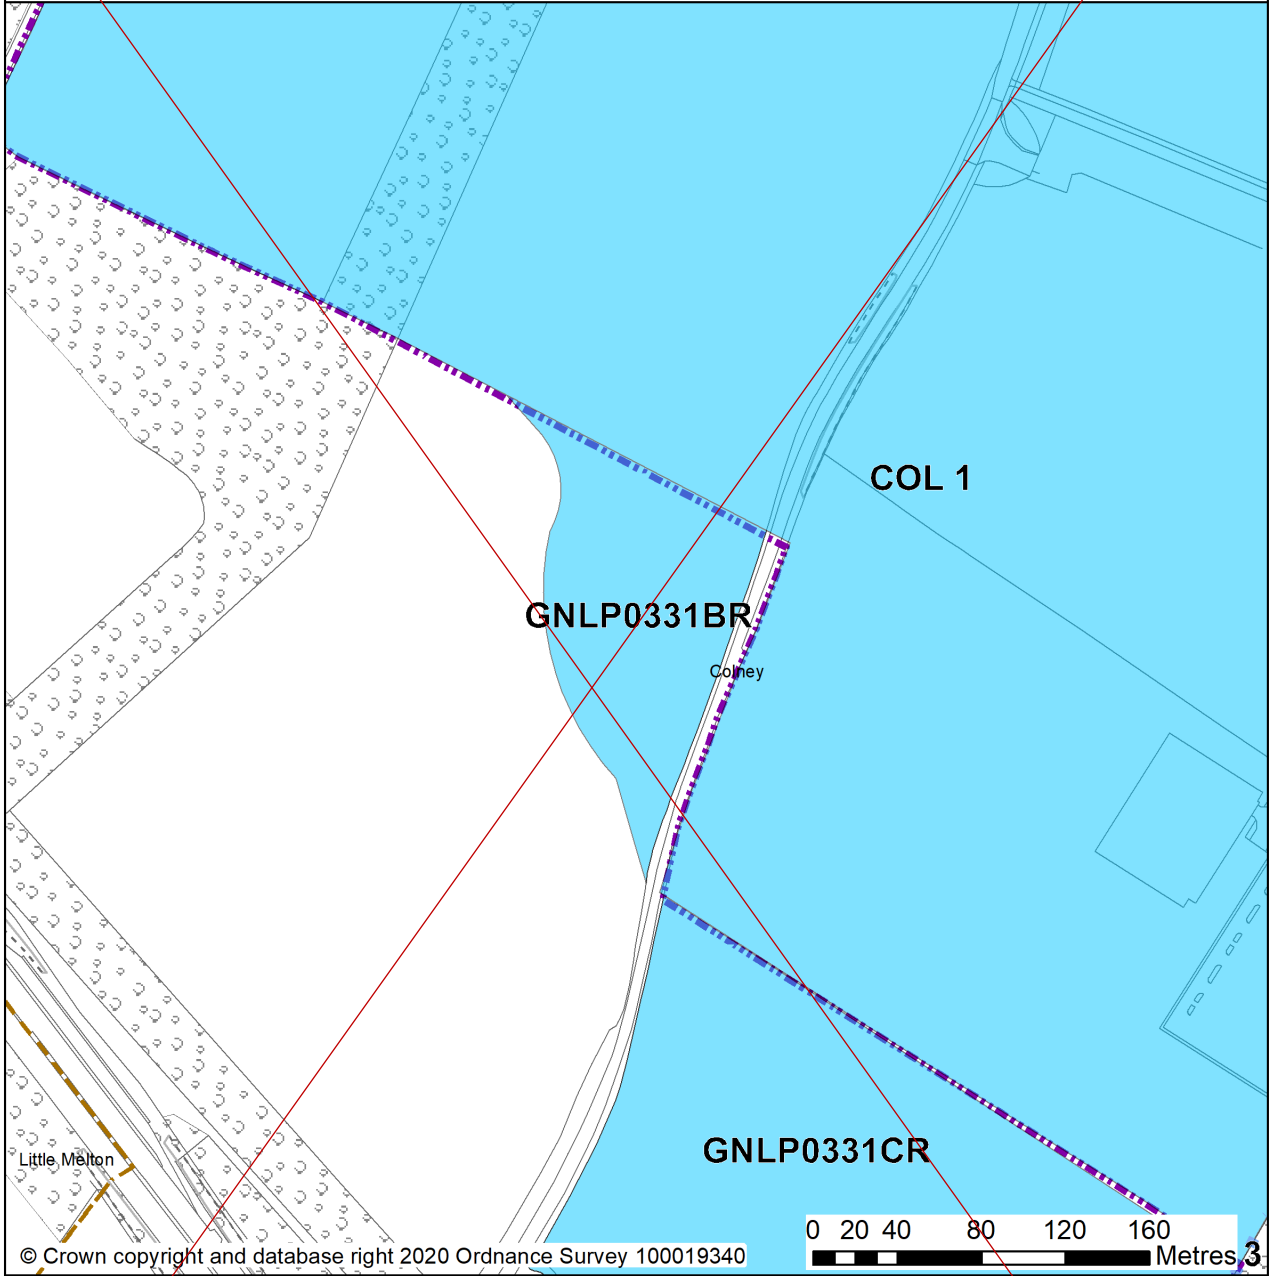 COL 1
GNLP0331BR
Colney
GNLP0331CR
Little Melton
0 20 40 80 120 160
Metres 3
© Crown copyright and database right 2020 Ordnance Survey 100019340